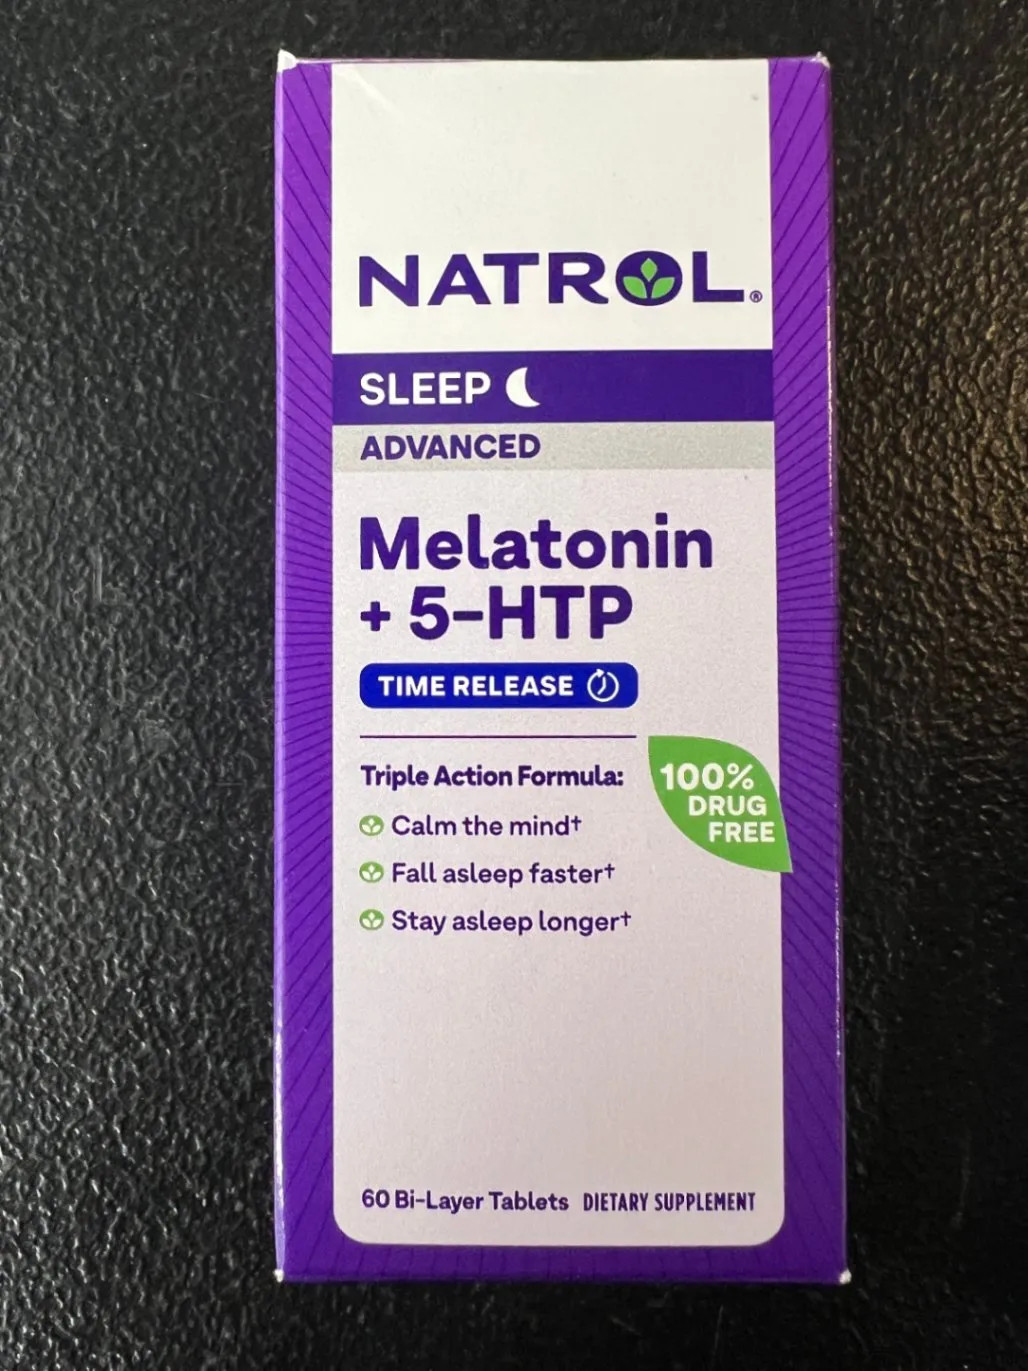 NATROL®
SLEEP
ADVANCED
Melatonin
+ 5-HTP
TIME RELEASE
Triple Action Formula:
Calm the mind†
Fall asleep faster†
Stay asleep longer†
100%
DRUG
FREE
60 Bi-Layer Tablets DIETARY SUPPLEMENT